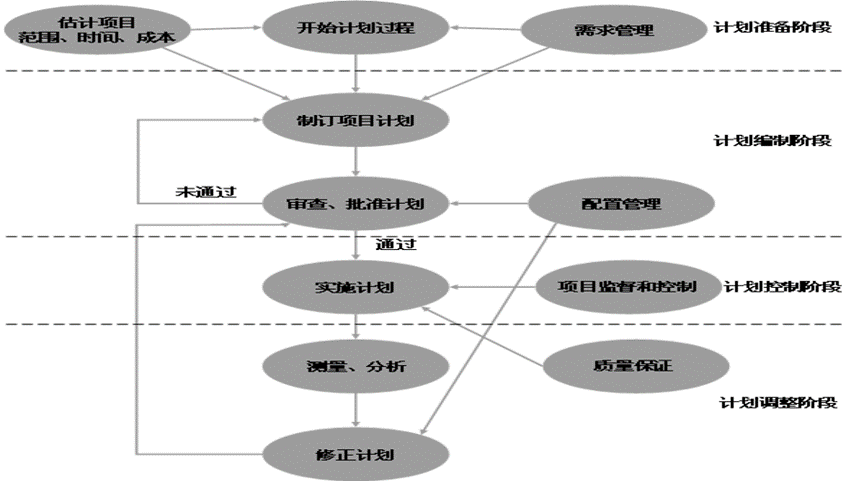 估计项目
范围、时间、成本
开始计划过程
需求管理
计划准备阶段
制订项目计划
计划编制阶段
未通过
审查、批准计划
配置管理
通过
实施计划
项目监督和控制
计划控制阶段
测量、分析
质量保证
计划调整阶段
修正计划